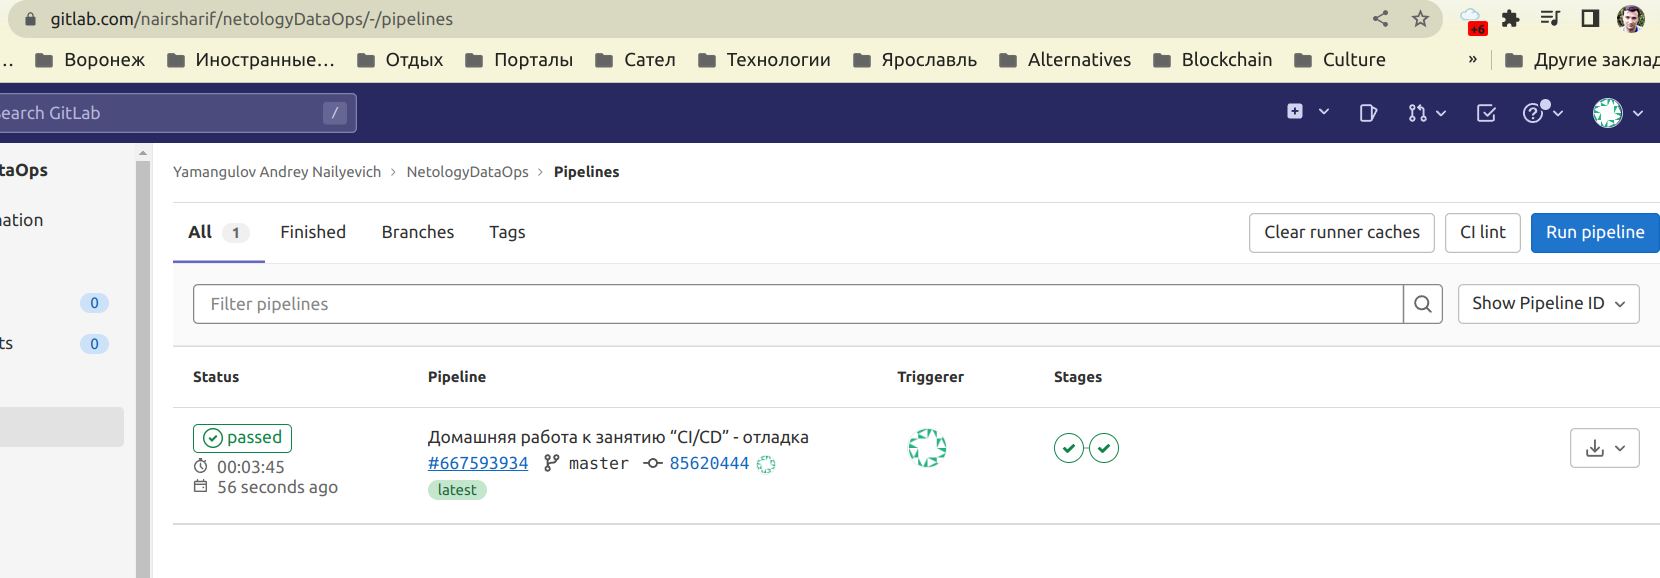 gitlab.com/nairsharif/netologyDataOps/-/pipelines
+6
Воронеж Иностранные... Отдых Порталы Сател Технологии Ярославль Alternatives Blockchain Culture » Другие заклад
earch GitLab /
taOps
Yamangulov Andrey Nailyevich › NetologyDataOps › Pipelines
nation
All 1 Finished Branches Tags Clear runner caches CI lint Run pipeline
0
Filter pipelines Show Pipeline ID
ts 0
Status Pipeline Triggerer Stages
passed Домашняя работа к занятию “CI/CD” - отладка
00:03:45 #667593934 master 85620444
56 seconds ago latest